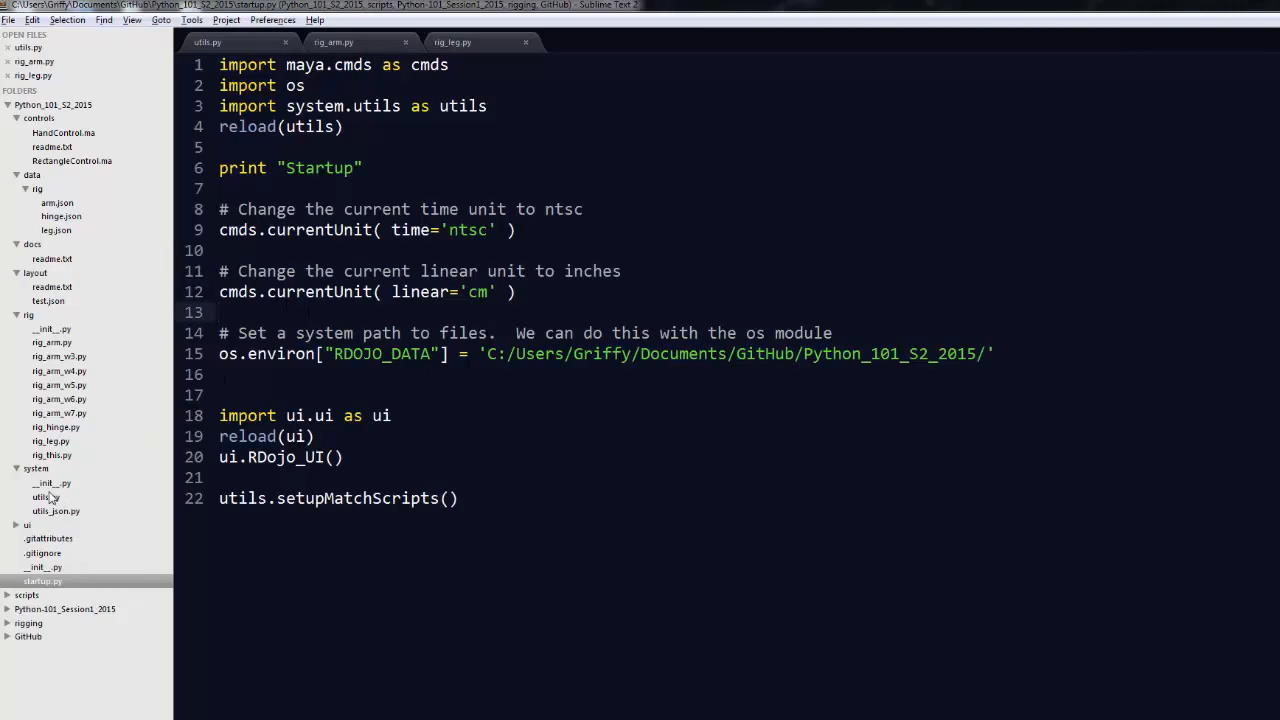 C:\Users\Griffy\Documents\GitHub\Python_101_S2_2015\startup.py (Python_101_S2_2015, scripts, Python-101_Session1_2015, rigging, GitHub) - Sublime Text 2
File Edit Selection Find View Goto Tools Project Preferences Help
OPEN FILES
utils.py
rig_arm.py
rig_leg.py
FOLDERS
Python_101_S2_2015
controls
HandControl.ma
readme.txt
RectangleControl.ma
data
rig
arm.json
hinge.json
leg.json
docs
readme.txt
layout
readme.txt
test.json
rig
__init__.py
rig_arm.py
rig_arm_w3.py
rig_arm_w4.py
rig_arm_w5.py
rig_arm_w6.py
rig_arm_w7.py
rig_hinge.py
rig_leg.py
rig_this.py
system
__init__.py
utils.py
utils_json.py
ui
.gitattributes
.gitignore
__init__.py
startup.py
scripts
Python-101_Session1_2015
rigging
GitHub
utils.py rig_arm.py rig_leg.py
1 import maya.cmds as cmds
2 import os
3 import system.utils as utils
4 reload(utils)
5
6 print "Startup"
7
8 # Change the current time unit to ntsc
9 cmds.currentUnit( time='ntsc' )
10
11 # Change the current linear unit to inches
12 cmds.currentUnit( linear='cm' )
13
14 # Set a system path to files.  We can do this with the os module
15 os.environ["RDOJO_DATA"] = 'C:/Users/Griffy/Documents/GitHub/Python_101_S2_2015/'
16
17
18 import ui.ui as ui
19 reload(ui)
20 ui.RDojo_UI()
21
22 utils.setupMatchScripts()